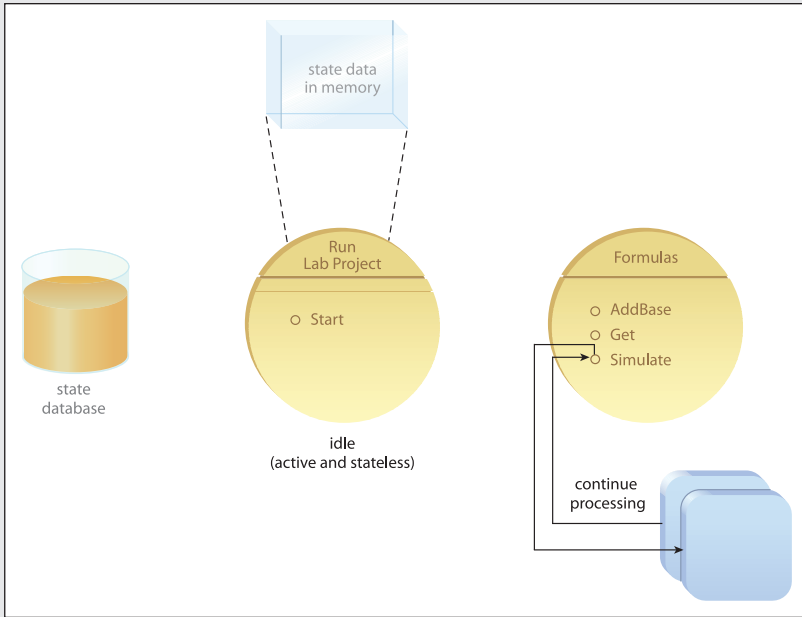 state data
in memory
Run
Lab Project
Start
idle
(active and stateless)
state
database
Formulas
AddBase
Get
Simulate
continue
processing